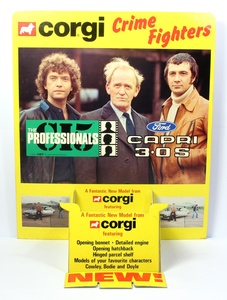 corgi Crime
Fighters
THE
PROFESSIONALS
CI5
Ford
CAPRI
3·0S
A Fantastic New Model from
corgi
featuring
A Fantastic New Model from
corgi
featuring
Opening bonnet - Detailed engine
Opening hatchback
Hinged parcel shelf
Models of your favourite characters
Cowley, Bodie and Doyle
NEW!